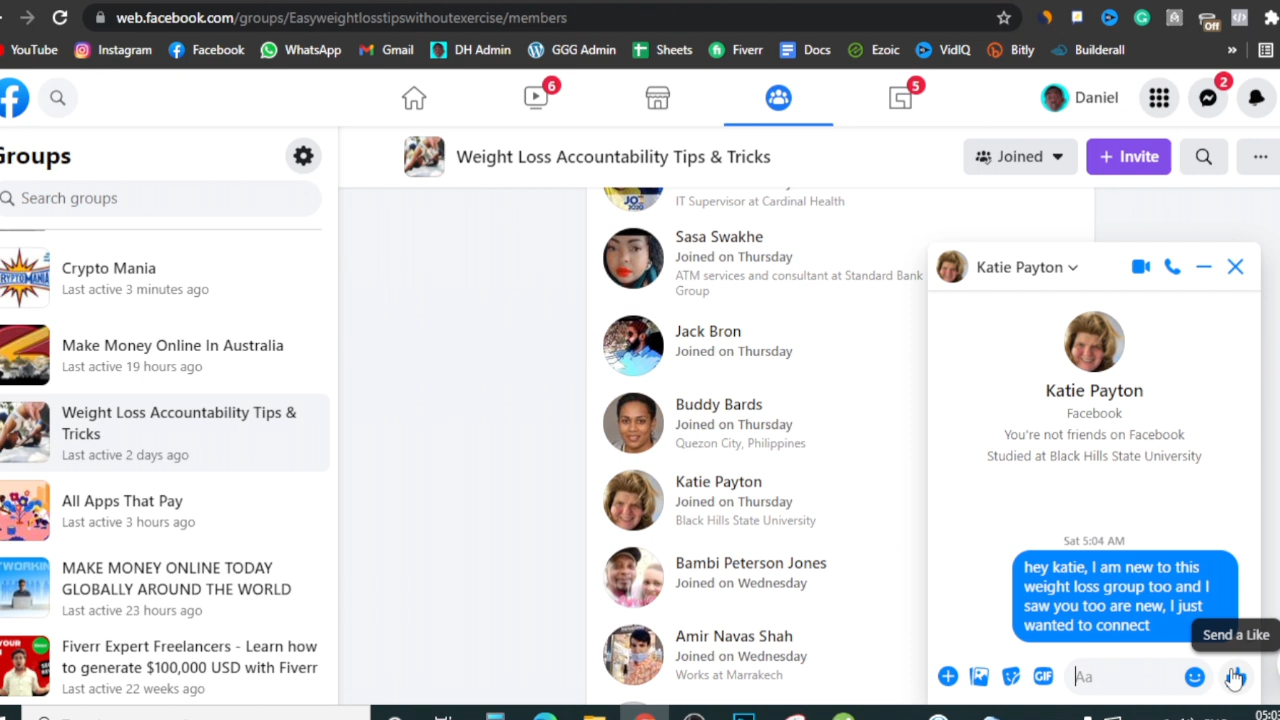 web.facebook.com/groups/Easyweightlosstipswithoutexercise/members
Off
YouTube Instagram Facebook WhatsApp Gmail DH Admin GGG Admin Sheets Fiverr Docs Ezoic VidIQ Bitly Builderall »
6
5
Daniel
2
Groups
Search groups
Crypto Mania
Last active 3 minutes ago
Make Money Online In Australia
Last active 19 hours ago
Weight Loss Accountability Tips &
Tricks
Last active 2 days ago
All Apps That Pay
Last active 3 hours ago
MAKE MONEY ONLINE TODAY
GLOBALLY AROUND THE WORLD
Last active 23 hours ago
Fiverr Expert Freelancers - Learn how
to generate $100,000 USD with Fiverr
Last active 22 weeks ago
Weight Loss Accountability Tips & Tricks
Joined
+ Invite
IT Supervisor at Cardinal Health
Sasa Swakhe
Joined on Thursday
ATM services and consultant at Standard Bank
Group
Jack Bron
Joined on Thursday
Buddy Bards
Joined on Thursday
Quezon City, Philippines
Katie Payton
Joined on Thursday
Black Hills State University
Bambi Peterson Jones
Joined on Wednesday
Amir Navas Shah
Joined on Wednesday
Works at Marrakech
Katie Payton
Katie Payton
Facebook
You're not friends on Facebook
Studied at Black Hills State University
Sat 5:04 AM
hey katie, I am new to this
weight loss group too and I
saw you too are new, I just
wanted to connect
Send a Like
GIF
Aa